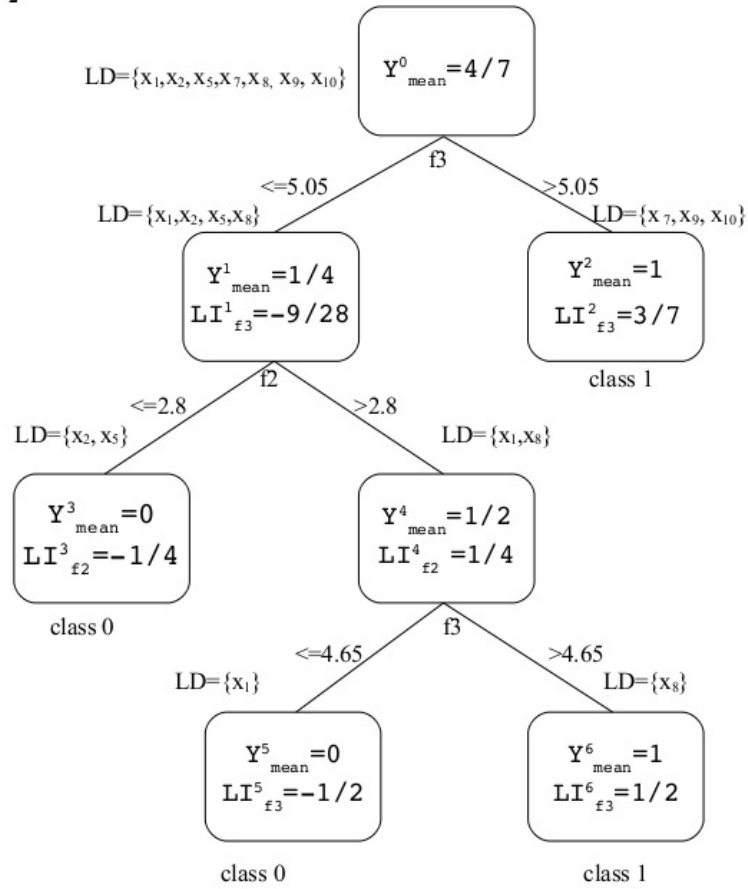 Y⁰mean=4/7
LD={x₁,x₂,x₅,x₇,x₈, x₉, x₁₀}
f3
<=5.05
>5.05
LD={x₁,x₂, x₅,x₈}
LD={x₇,x₉, x₁₀}
Y¹mean=1/4
LI¹f3=-9/28
Y²mean=1
LI²f3=3/7
class 1
f2
<=2.8
>2.8
LD={x₂, x₅}
LD={x₁,x₈}
Y³mean=0
LI³f2=-1/4
Y⁴mean=1/2
LI⁴f2=1/4
class 0
f3
<=4.65
>4.65
LD={x₁}
LD={x₈}
Y⁵mean=0
LI⁵f3=-1/2
Y⁶mean=1
LI⁶f3=1/2
class 0
class 1